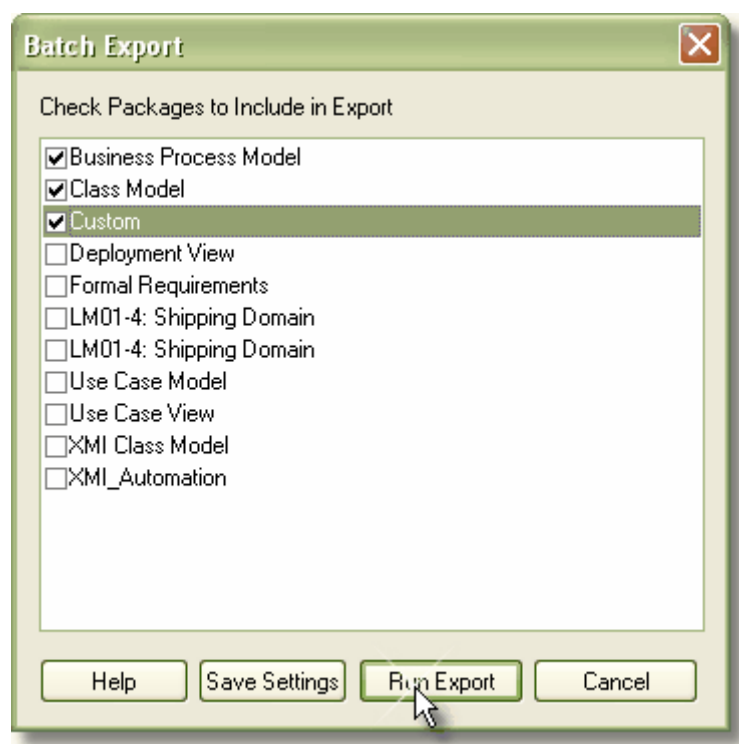 Batch Export
Check Packages to Include in Export
Business Process Model
Class Model
Custom
Deployment View
Formal Requirements
LM01-4: Shipping Domain
LM01-4: Shipping Domain
Use Case Model
Use Case View
XMI Class Model
XMI_Automation
Help Save Settings Run Export Cancel